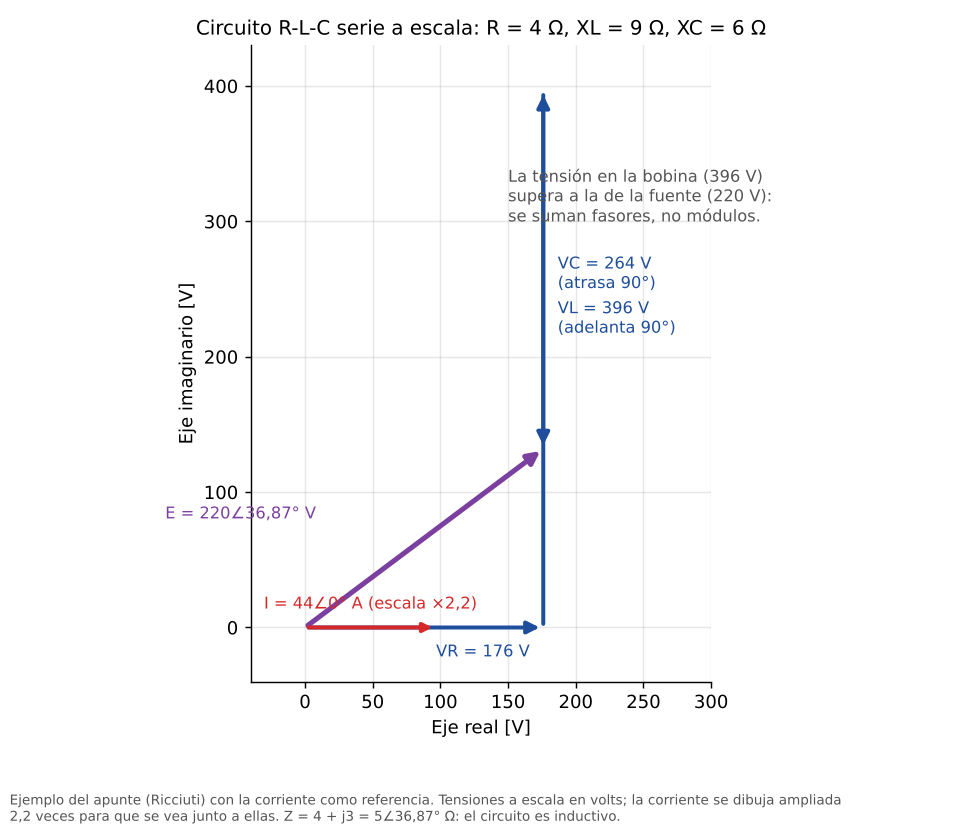 Circuito R-L-C serie a escala: R = 4 Ω, XL = 9 Ω, XC = 6 Ω
400
300
200
100
0
Eje imaginario [V]
La tensión en la bobina (396 V)
supera a la de la fuente (220 V):
se suman fasores, no módulos.
VC = 264 V
(atrasa 90°)
VL = 396 V
(adelanta 90°)
E = 220∠36,87° V
I = 44∠0° A (escala ×2,2)
VR = 176 V
0 50 100 150 200 250 300
Eje real [V]
Ejemplo del apunte (Ricciuti) con la corriente como referencia. Tensiones a escala en volts; la corriente se dibuja ampliada
2,2 veces para que se vea junto a ellas. Z = 4 + j3 = 5∠36,87° Ω: el circuito es inductivo.